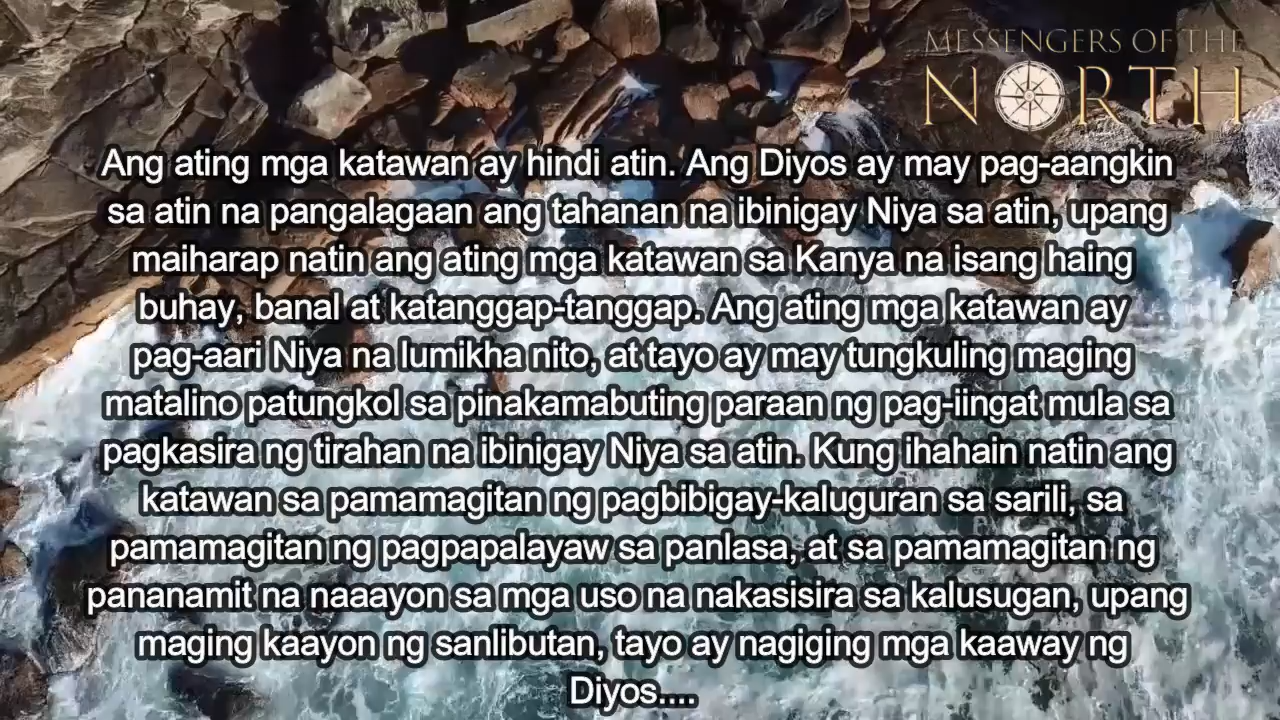 MESSENGERS OF THE
NORTH
Ang ating mga katawan ay hindi atin. Ang Diyos ay may pag-aangkin
sa atin na pangalagaan ang tahanan na ibinigay Niya sa atin, upang
maiharap natin ang ating mga katawan sa Kanya na isang haing
buhay, banal at katanggap-tanggap. Ang ating mga katawan ay
pag-aari Niya na lumikha nito, at tayo ay may tungkuling maging
matalino patungkol sa pinakamabuting paraan ng pag-iingat mula sa
pagkasira ng tirahan na ibinigay Niya sa atin. Kung ihahain natin ang
katawan sa pamamagitan ng pagbibigay-kaluguran sa sarili, sa
pamamagitan ng pagpapalayaw sa panlasa, at sa pamamagitan ng
pananamit na naaayon sa mga uso na nakasisira sa kalusugan, upang
maging kaayon ng sanlibutan, tayo ay nagiging mga kaaway ng
Diyos....